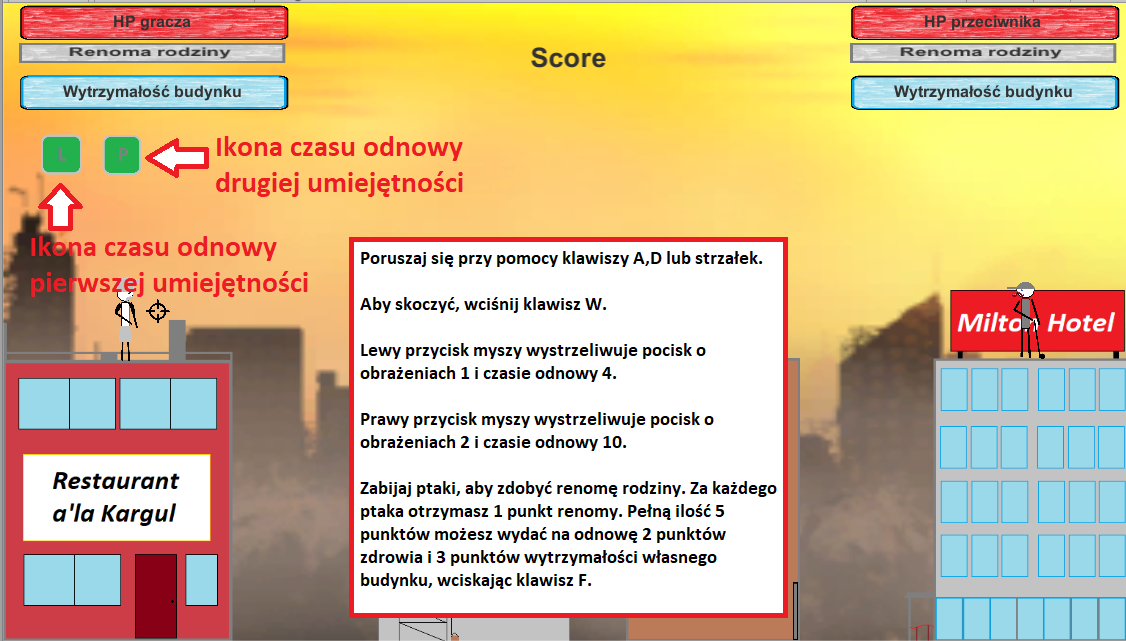 HP gracza
HP przeciwnika
Renoma rodziny
Renoma rodziny
Score
Wytrzymałość budynku
Wytrzymałość budynku
L
P
Ikona czasu odnowy
drugiej umiejętności
Ikona czasu odnowy
pierwszej umiejętności
Poruszaj się przy pomocy klawiszy A,D lub strzałek.
Aby skoczyć, wciśnij klawisz W.
Lewy przycisk myszy wystrzeliwuje pocisk o
obrażeniach 1 i czasie odnowy 4.
Prawy przycisk myszy wystrzeliwuje pocisk o
obrażeniach 2 i czasie odnowy 10.
Zabijaj ptaki, aby zdobyć renomę rodziny. Za każdego
ptaka otrzymasz 1 punkt renomy. Pełną ilość 5
punktów możesz wydać na odnowę 2 punktów
zdrowia i 3 punktów wytrzymałości własnego
budynku, wciskając klawisz F.
Milton Hotel
Restaurant
a'la Kargul